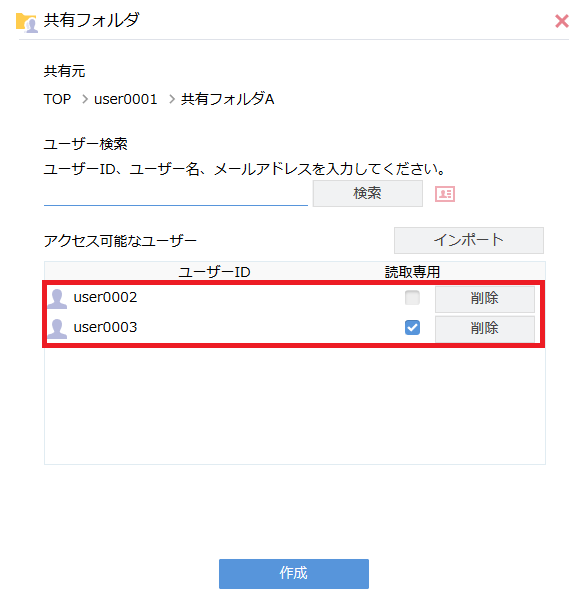 共有フォルダ
共有元
TOP > user0001 > 共有フォルダA
ユーザー検索
ユーザーID、ユーザー名、メールアドレスを入力してください。
検索
アクセス可能なユーザー インポート
ユーザーID 読取専用
user0002 削除
user0003 削除
作成